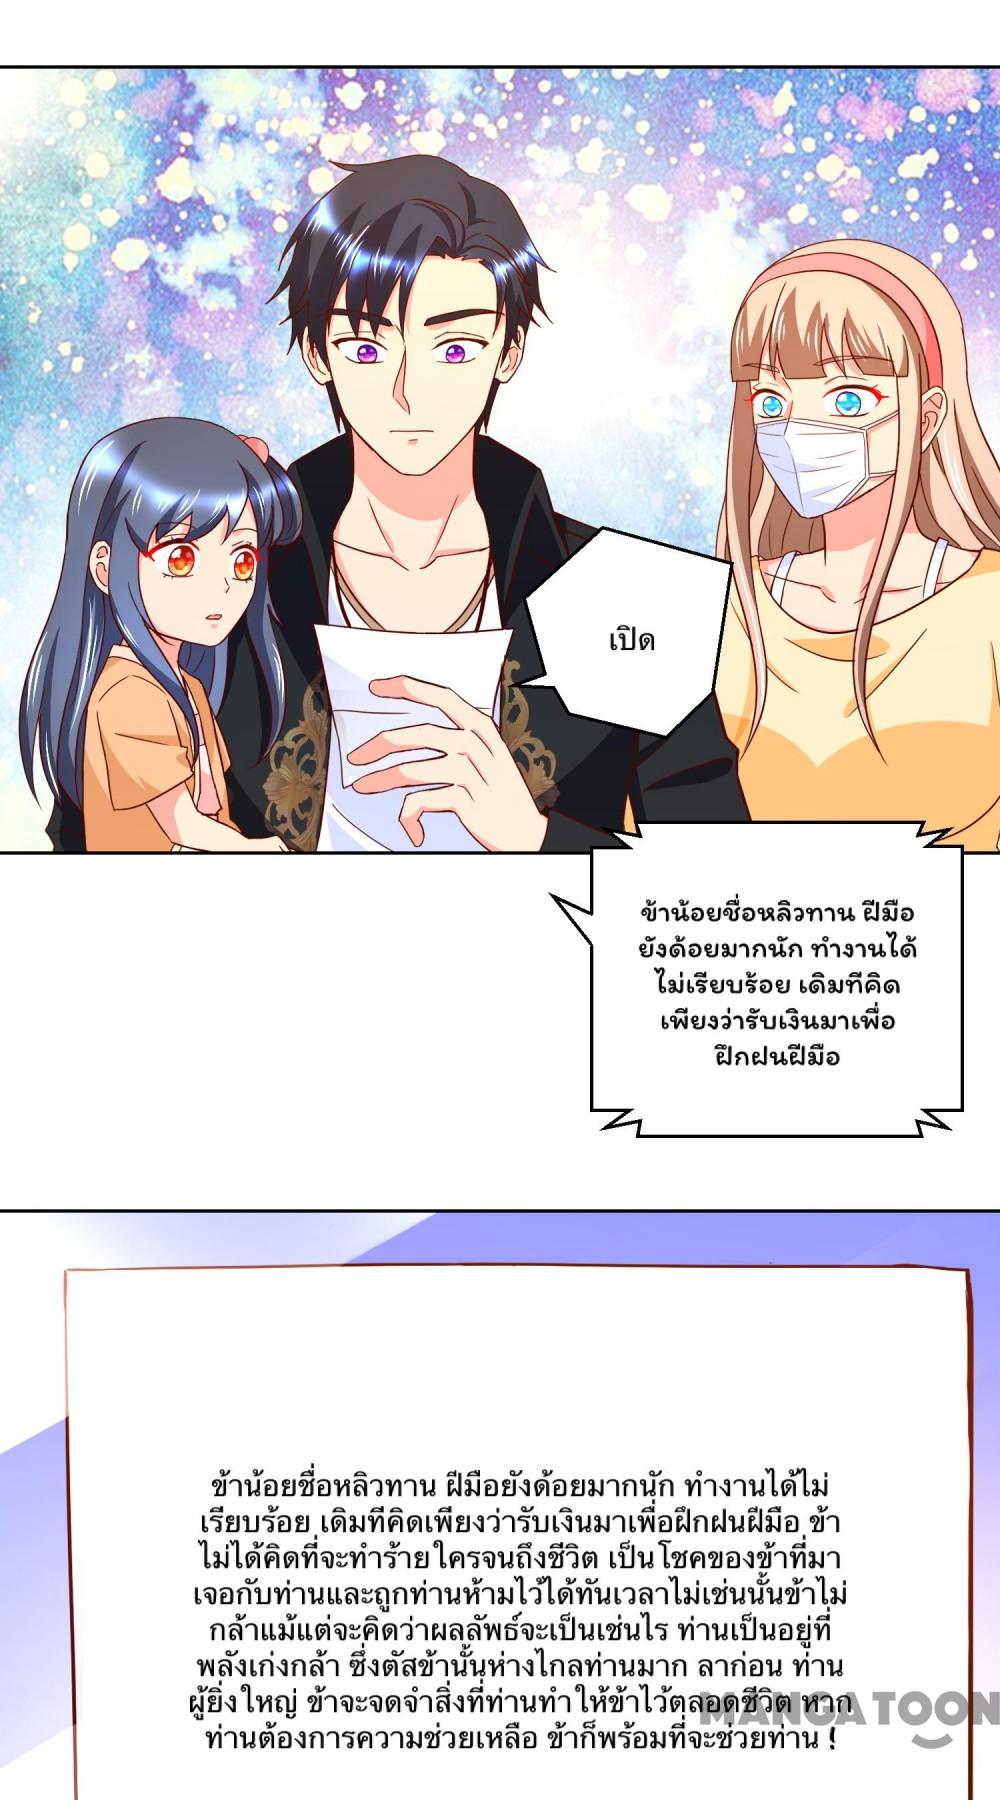 เปิด
ข้าน้อยชื่อหลิวทาน ฝีมือ
ยังด้อยมากนัก ทำงานได้
ไม่เรียบร้อย เดิมทีคิด
เพียงว่ารับเงินมาเพื่อ
ฝึกฝนฝีมือ
ข้าน้อยชื่อหลิวทาน ฝีมือยังด้อยมากนัก ทำงานได้ไม่
เรียบร้อย เดิมทีคิดเพียงว่ารับเงินมาเพื่อฝึกฝนฝีมือ ข้า
ไม่ได้คิดที่จะทำร้ายใครจนถึงชีวิต เป็นโชคของข้าที่มา
เจอกับท่านและถูกท่านห้ามไว้ได้ทันเวลาไม่เช่นนั้นข้าไม่
กล้าแม้แต่จะคิดว่าผลลัพธ์จะเป็นเช่นไร ท่านเป็นอยู่ที่
พลังเก่งกล้า ซึ่งตัสข้านั้นห่างไกลท่านมาก ลาก่อน ท่าน
ผู้ยิ่งใหญ่ ข้าจะจดจำสิ่งที่ท่านทำให้ข้าไว้ตลอดชีวิต หาก
ท่านต้องการความช่วยเหลือ ข้าก็พร้อมที่จะช่วยท่าน !
MANGA TOON